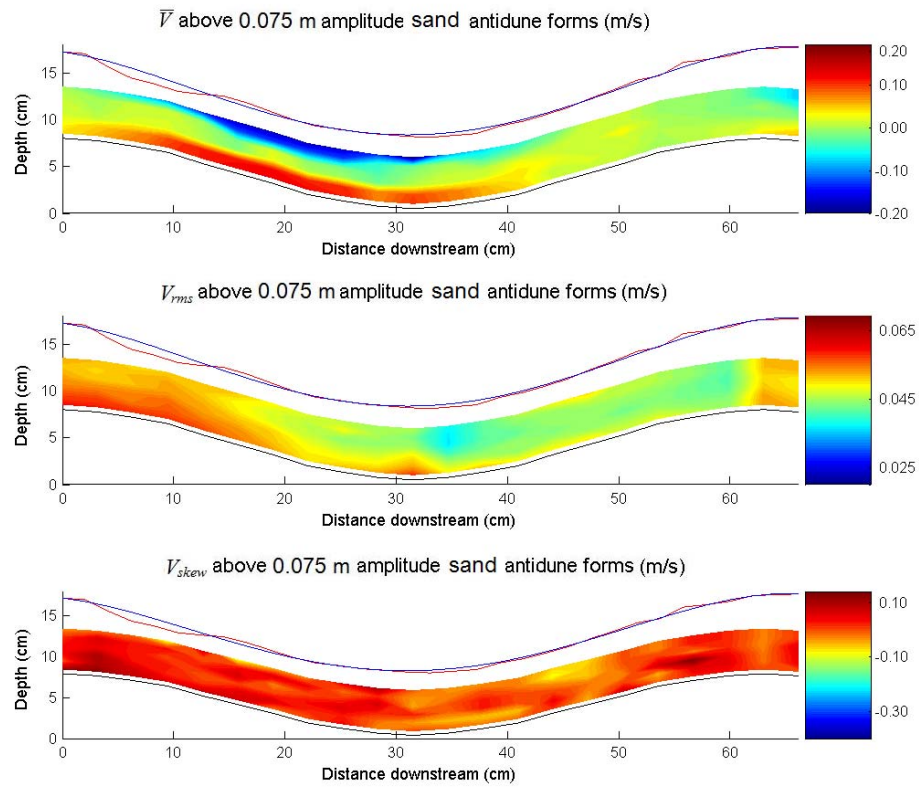 V̅ above 0.075 m amplitude sand antidune forms (m/s)
Depth (cm)
15
10
5
0
0 10 20 30 40 50 60
Distance downstream (cm)
0.20
0.10
0.00
-0.10
-0.20
Vrms above 0.075 m amplitude sand antidune forms (m/s)
Depth (cm)
15
10
5
0
0 10 20 30 40 50 60
Distance downstream (cm)
0.065
0.045
0.020
Vskew above 0.075 m amplitude sand antidune forms (m/s)
Depth (cm)
15
10
5
0
0 10 20 30 40 50 60
Distance downstream (cm)
0.10
-0.10
-0.30